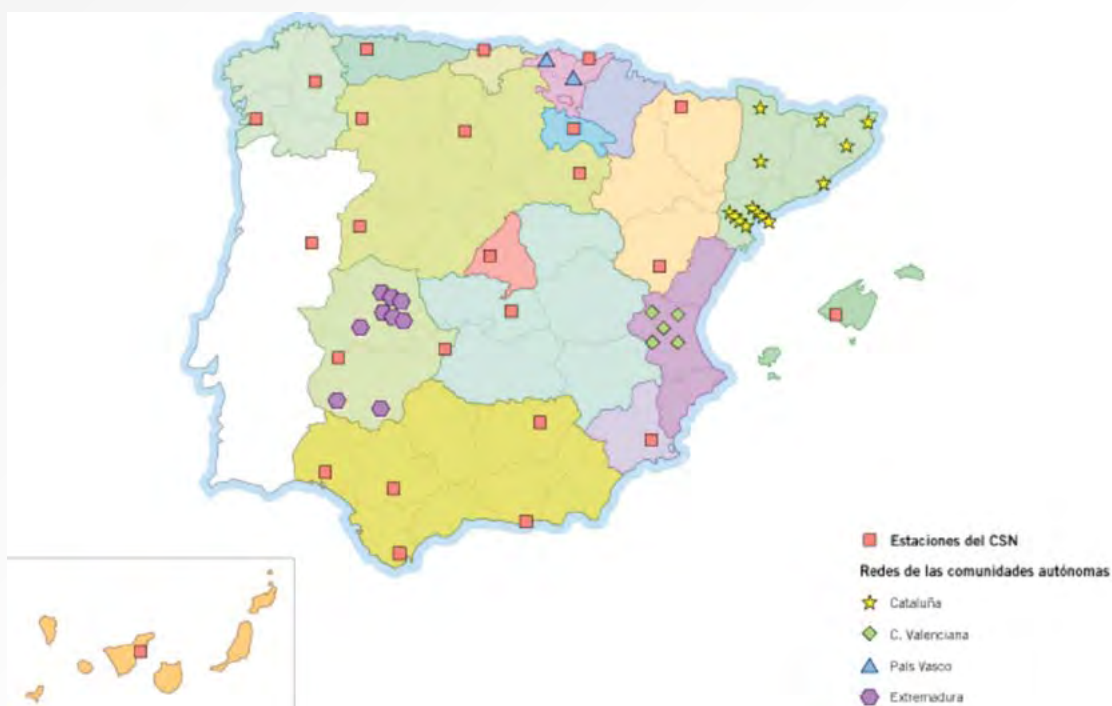 Estaciones del CSN
Redes de las comunidades autónomas
Cataluña
C. Valenciana
País Vasco
Extremadura